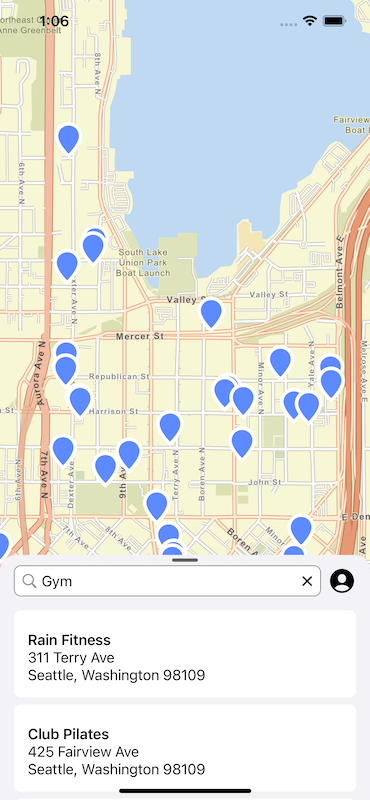 1:06
Northeast
Anne Greenbelt
8th Ave N
6th Ave N
Fairview
Boat L
South Lake
Union Park
Boat Launch
Dexter Ave N
Valley St
Valley St
Belmont Ave E
Mercer St
Aurora Ave N
Republican St
Minor Ave N
Yale Ave N
Melrose Ave E
Harrison St
7th Ave N
Dexter Ave
9th Ave
Terry Ave N
Boren Ave N
John St
6th Ave N
7th Ave
8th Ave
Boren A
Minor
E Den
Ave
Gym
Rain Fitness
311 Terry Ave
Seattle, Washington 98109
Club Pilates
425 Fairview Ave
Seattle, Washington 98109